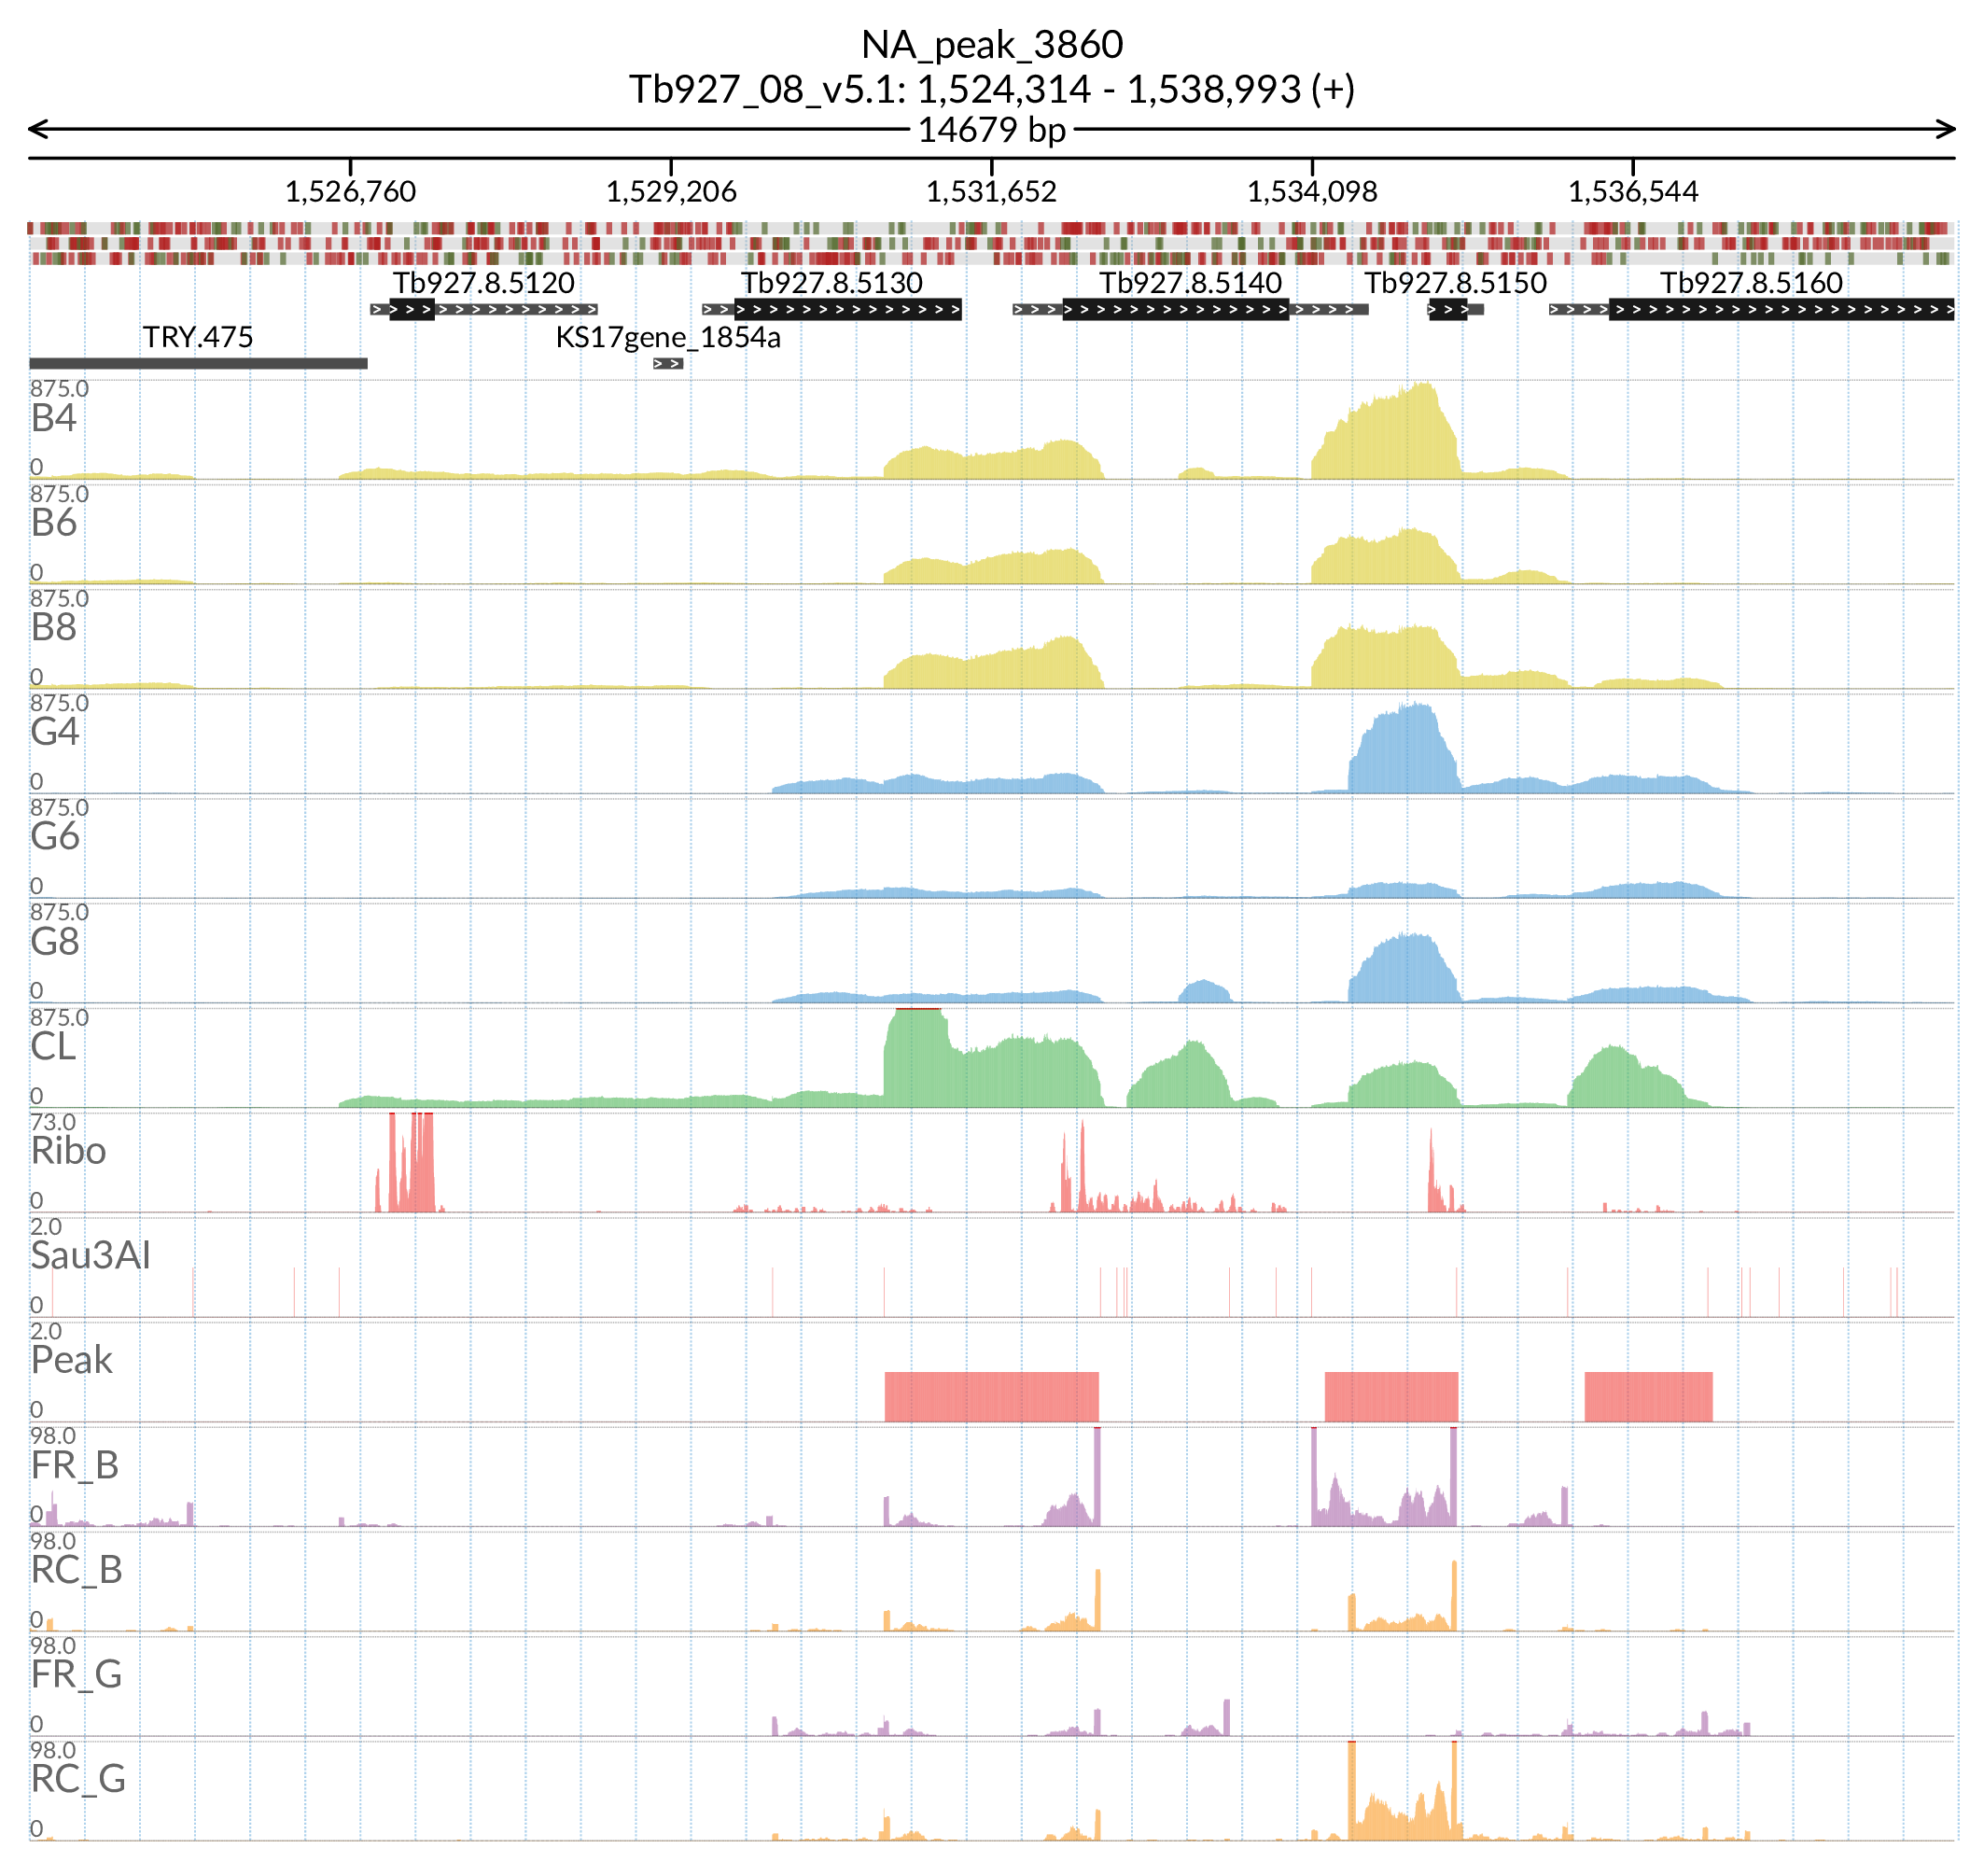 NA_peak_3860
Tb927_08_v5.1: 1,524,314 - 1,538,993 (+)
14679 bp
1,526,760 1,529,206 1,531,652 1,534,098 1,536,544
Tb927.8.5120 Tb927.8.5130 Tb927.8.5140 Tb927.8.5150 Tb927.8.5160
TRY.475 KS17gene_1854a
875.0
B4
0
875.0
B6
0
875.0
B8
0
875.0
G4
0
875.0
G6
0
875.0
G8
0
875.0
CL
0
73.0
Ribo
0
2.0
Sau3AI
0
2.0
Peak
0
98.0
FR_B
0
98.0
RC_B
0
98.0
FR_G
0
98.0
RC_G
0